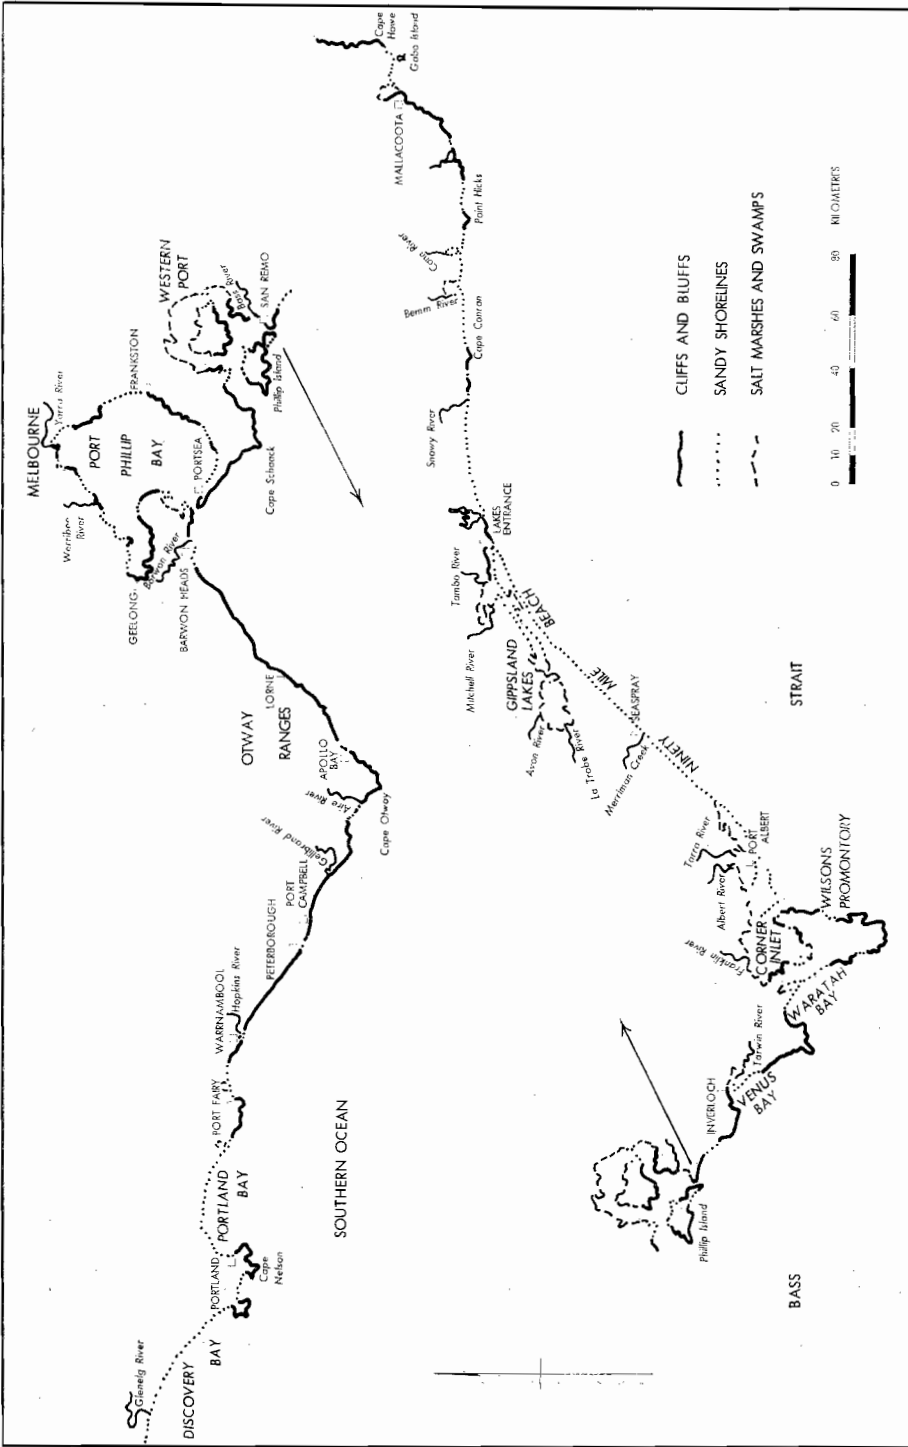 DISCOVERY
BAY
Glenelg River
PORTLAND
Cape
Nelson
PORTLAND
BAY
PORT FAIRY
WARRNAMBOOL
Hopkins River
PETERBOROUGH
PORT
CAMPBELL
Gellibrand River
Aire River
Cape Otway
APOLLO
BAY
OTWAY
RANGES
LORNE
BARWON HEADS
Barwon River
GEELONG
Werribee
River
MELBOURNE
Yarra River
PORT
PHILLIP
BAY
FRANKSTON
PORTSEA
Cape Schanck
WESTERN
PORT
Bass River
SAN REMO
Phillip Island
SOUTHERN OCEAN
Phillip Island
INVERLOCH
VENUS
BAY
Tarwin River
WARATAH
BAY
CORNER
INLET
WILSONS
PROMONTORY
Franklin River
Albert River
Tarra River
PORT
ALBERT
NINETY
MILE
BEACH
Merriman Creek
SEASPRAY
La Trobe River
Avon River
GIPPSLAND
LAKES
Mitchell River
Tambo River
LAKES
ENTRANCE
Snowy River
Cape Conran
Bemm River
Cann River
Point Hicks
MALLACOOTA
Cape
Howe
Gabo Island
BASS
STRAIT
CLIFFS AND BLUFFS
SANDY SHORELINES
SALT MARSHES AND SWAMPS
0 10 20 40 60 80
KILOMETRES